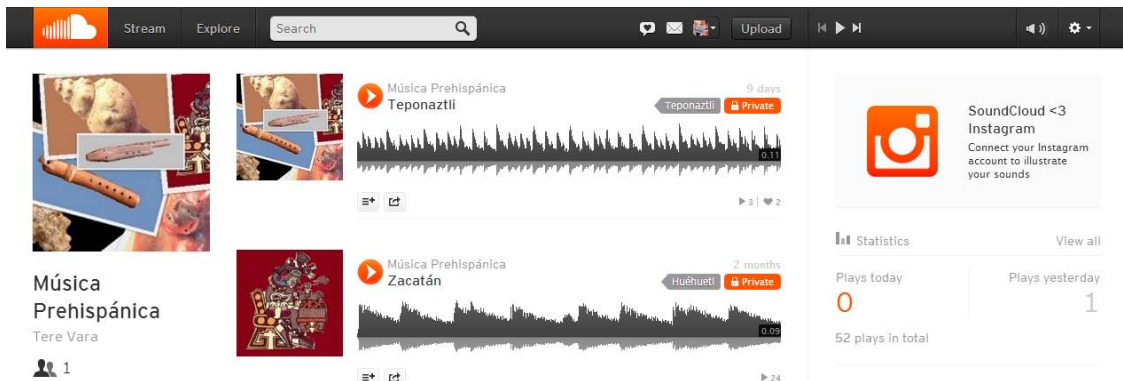 Stream Explore Search Upload
Música Prehispánica 9 days
Teponaztli Teponaztli Private
0.11
3 2
Música Prehispánica 2 months
Zacatán Huéhuetl Private
0.09
24
Música
Prehispánica
Tere Vara
1
SoundCloud <3
Instagram
Connect your Instagram
account to illustrate
your sounds
Statistics View all
Plays today Plays yesterday
0 1
52 plays in total